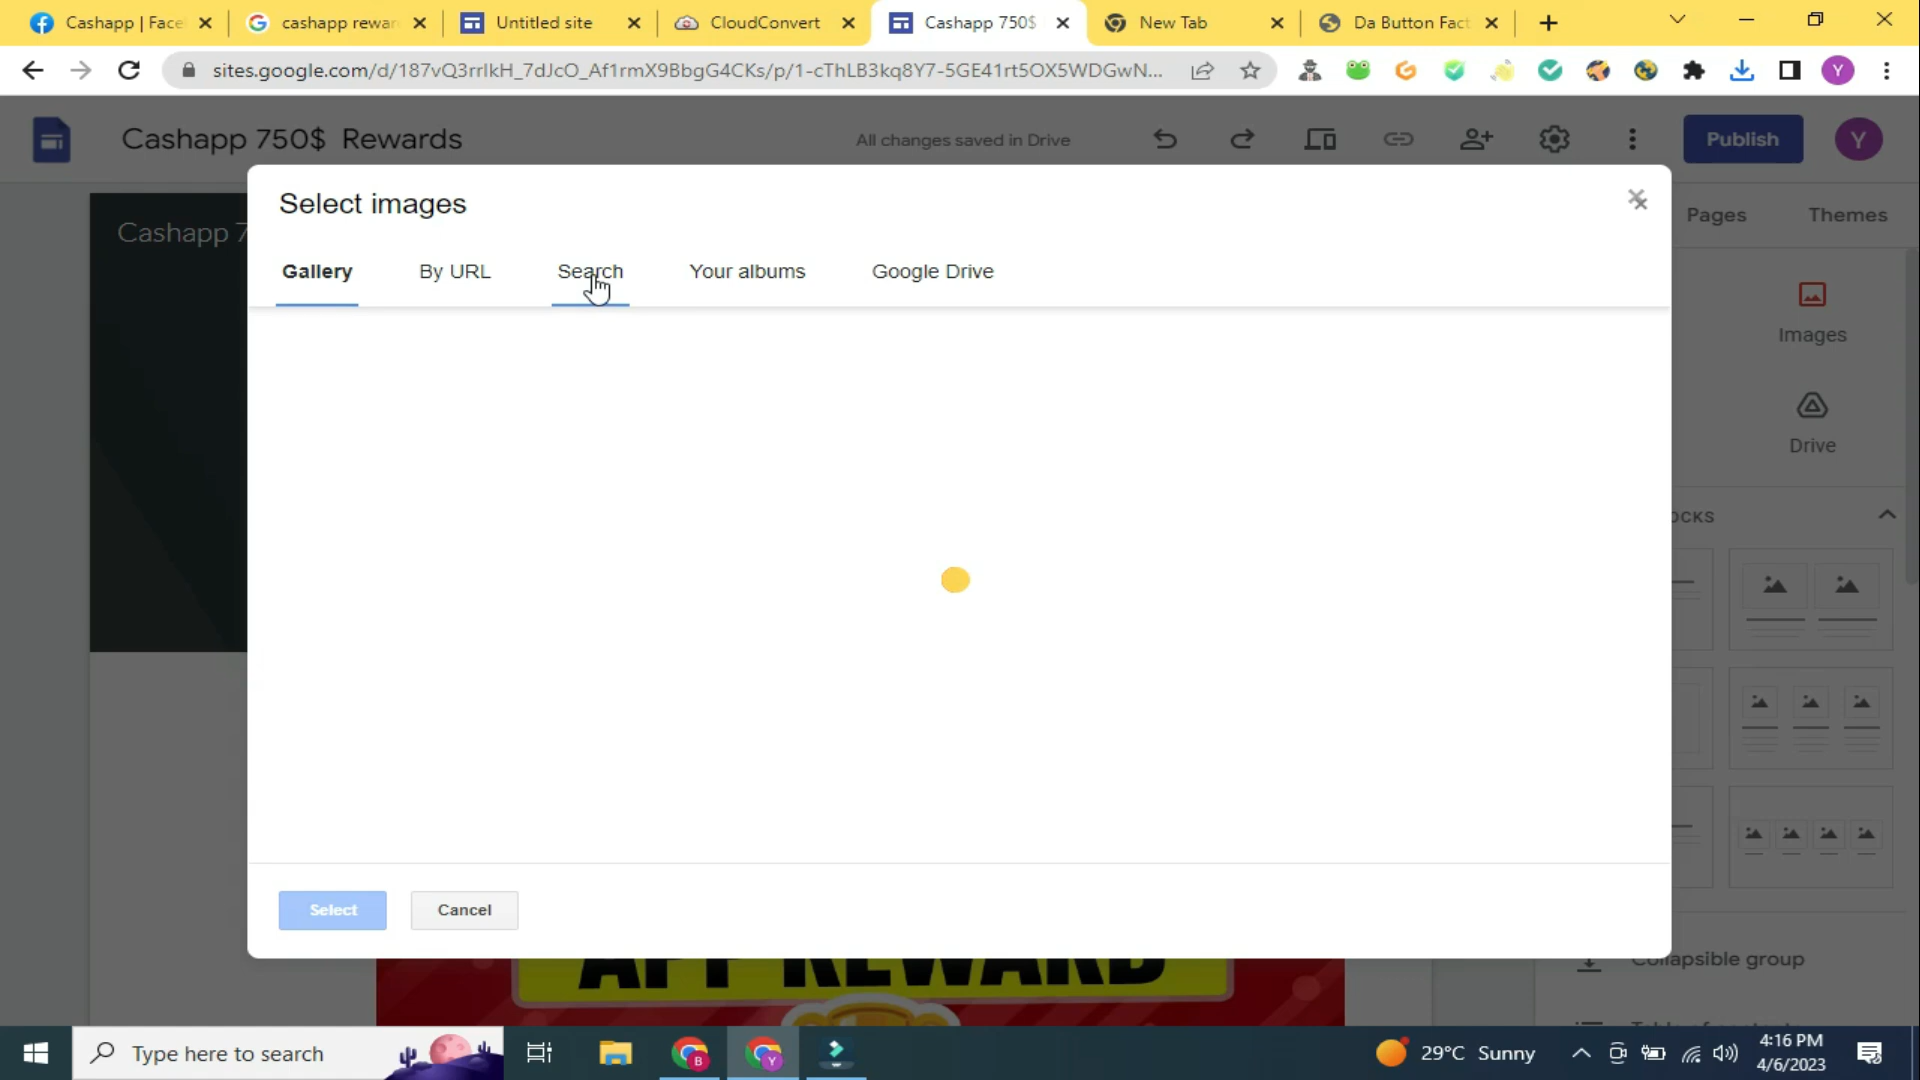 Cashapp | Face
cashapp rewar
Untitled site
CloudConvert
Cashapp 750$
New Tab
Da Button Fact
sites.google.com/d/187vQ3rrlkH_7dJcO_Af1rmX9BbgG4CKs/p/1-cThLB3kq8Y7-5GE41rt5OX5WDGwN...
Y
Cashapp 750$ Rewards
All changes saved in Drive
Publish
Y
Select images
Cashapp 7
Pages
Themes
Gallery
By URL
Search
Your albums
Google Drive
Images
Drive
OCKS
Select
Cancel
Collapsible group
APP REWARD
Type here to search
B
Y
29°C Sunny
4:16 PM
4/6/2023